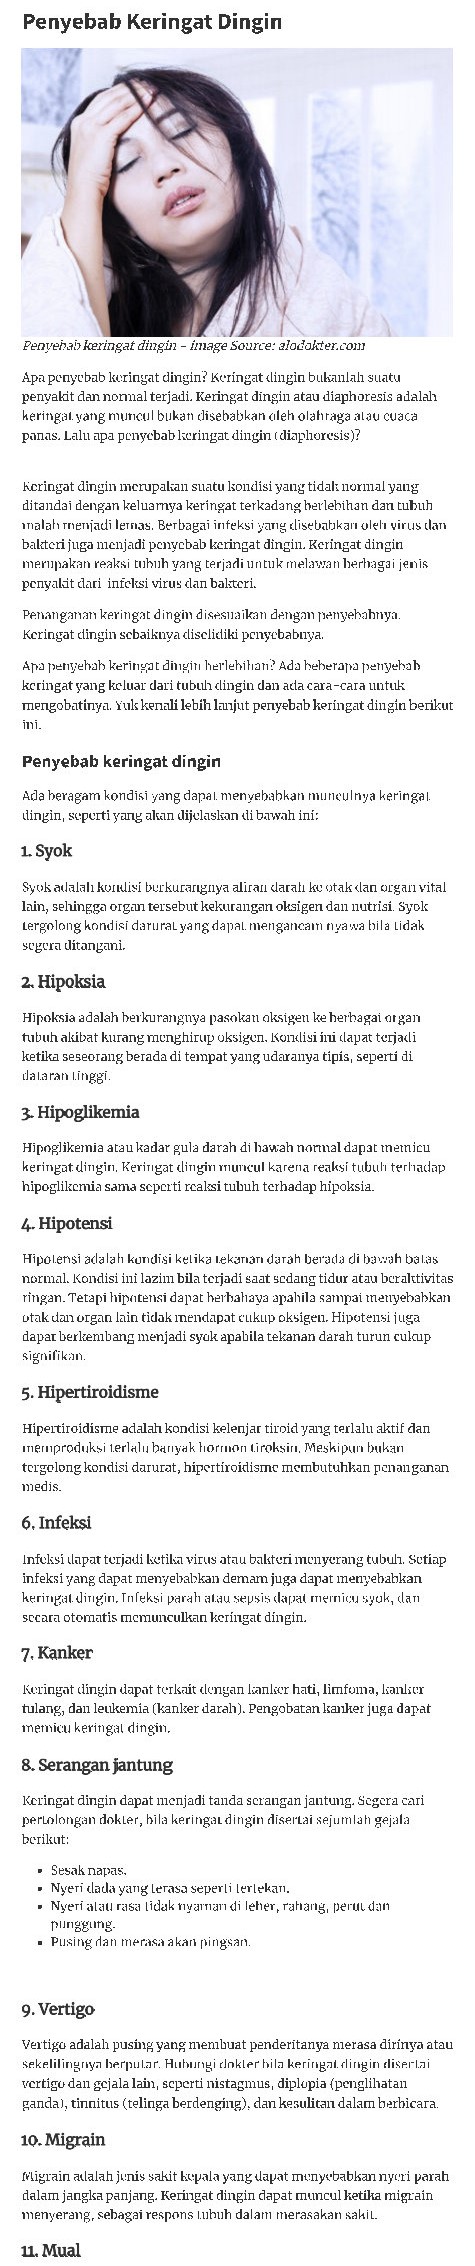 Penyebab Keringat Dingin
Penyebab keringat dingin – image Source: alodokter.com
Apa penyebab keringat dingin? Keringat dingin bukanlah suatu
penyakit dan normal terjadi. Keringat dingin atau diaphoresis adalah
keringat yang muncul bukan disebabkan oleh olahraga atau cuaca
panas. Lalu apa penyebab keringat dingin (diaphoresis)?
Keringat dingin merupakan suatu kondisi yang tidak normal yang
ditandai dengan keluarnya keringat terkadang berlebihan dan tubuh
malah menjadi lemas. Berbagai infeksi yang disebabkan oleh virus dan
bakteri juga menjadi penyebab keringat dingin. Keringat dingin
merupakan reaksi tubuh yang terjadi untuk melawan berbagai jenis
penyakit dari infeksi virus dan bakteri.
Penanganan keringat dingin disesuaikan dengan penyebabnya.
Keringat dingin sebaiknya diselidiki penyebabnya.
Apa penyebab keringat dingin berlebihan? Ada beberapa penyebab
keringat yang keluar dari tubuh dingin dan ada cara-cara untuk
mengobatinya. Yuk kenali lebih lanjut penyebab keringat dingin berikut
ini.
Penyebab keringat dingin
Ada beragam kondisi yang dapat menyebabkan munculnya keringat
dingin, seperti yang akan dijelaskan di bawah ini:
1. Syok
Syok adalah kondisi berkurangnya aliran darah ke otak dan organ vital
lain, sehingga organ tersebut kekurangan oksigen dan nutrisi. Syok
tergolong kondisi darurat yang dapat mengancam nyawa bila tidak
segera ditangani.
2. Hipoksia
Hipoksia adalah berkurangnya pasokan oksigen ke berbagai organ
tubuh akibat kurang menghirup oksigen. Kondisi ini dapat terjadi
ketika seseorang berada di tempat yang udaranya tipis, seperti di
dataran tinggi.
3. Hipoglikemia
Hipoglikemia atau kadar gula darah di bawah normal dapat memicu
keringat dingin. Keringat dingin muncul karena reaksi tubuh terhadap
hipoglikemia sama seperti reaksi tubuh terhadap hipoksia.
4. Hipotensi
Hipotensi adalah kondisi ketika tekanan darah berada di bawah batas
normal. Kondisi ini lazim bila terjadi saat sedang tidur atau beraktivitas
ringan. Tetapi hipotensi dapat berbahaya apabila sampai menyebabkan
otak dan organ lain tidak mendapat cukup oksigen. Hipotensi juga
dapat berkembang menjadi syok apabila tekanan darah turun cukup
signifikan.
5. Hipertiroidisme
Hipertiroidisme adalah kondisi kelenjar tiroid yang terlalu aktif dan
memproduksi terlalu banyak hormon tiroksin. Meskipun bukan
tergolong kondisi darurat, hipertiroidisme membutuhkan penanganan
medis.
6. Infeksi
Infeksi dapat terjadi ketika virus atau bakteri menyerang tubuh. Setiap
infeksi yang dapat menyebabkan demam juga dapat menyebabkan
keringat dingin. Infeksi parah atau sepsis dapat memicu syok, dan
secara otomatis memunculkan keringat dingin.
7. Kanker
Keringat dingin dapat terkait dengan kanker hati, limfoma, kanker
tulang, dan leukemia (kanker darah). Pengobatan kanker juga dapat
memicu keringat dingin.
8. Serangan jantung
Keringat dingin dapat menjadi tanda serangan jantung. Segera cari
pertolongan dokter, bila keringat dingin disertai sejumlah gejala
berikut:
• Sesak napas.
• Nyeri dada yang terasa seperti tertekan.
• Nyeri atau rasa tidak nyaman di leher, rahang, perut dan
punggung.
• Pusing dan merasa akan pingsan.
9. Vertigo
Vertigo adalah pusing yang membuat penderitanya merasa dirinya atau
sekelilingnya berputar. Hubungi dokter bila keringat dingin disertai
vertigo dan gejala lain, seperti nistagmus, diplopia (penglihatan
ganda), tinnitus (telinga berdenging), dan kesulitan dalam berbicara.
10. Migrain
Migrain adalah jenis sakit kepala yang dapat menyebabkan nyeri parah
dalam jangka panjang. Keringat dingin dapat muncul ketika migrain
menyerang, sebagai respons tubuh dalam merasakan sakit.
11. Mual